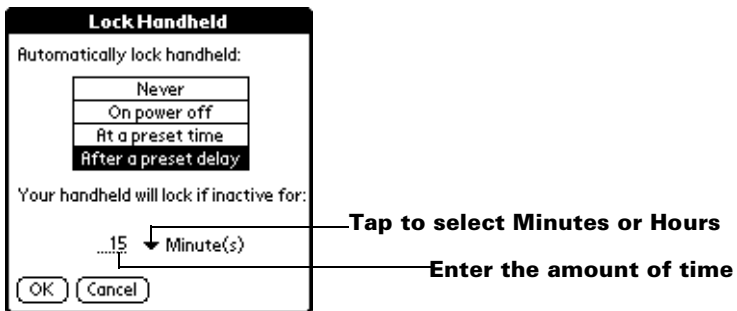 Lock Handheld
Automatically lock handheld:
Never
On power off
At a preset time
After a preset delay
Your handheld will lock if inactive for:
15 Minute(s)
Tap to select Minutes or Hours
Enter the amount of time
OK Cancel